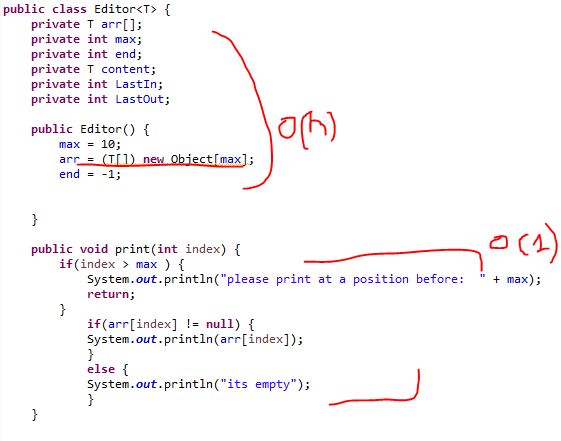 public class Editor<T> {
private T arr[];
private int max;
private int end;
private T content;
private int LastIn;
private int LastOut;
public Editor() {
max = 10;
arr = (T[]) new Object[max];
end = -1;
}
O(n)
public void print(int index) {
if(index > max ) {
System.out.println("please print at a position before:  " + max);
return;
}
if(arr[index] != null) {
System.out.println(arr[index]);
}
else {
System.out.println("its empty");
}
}
O(1)